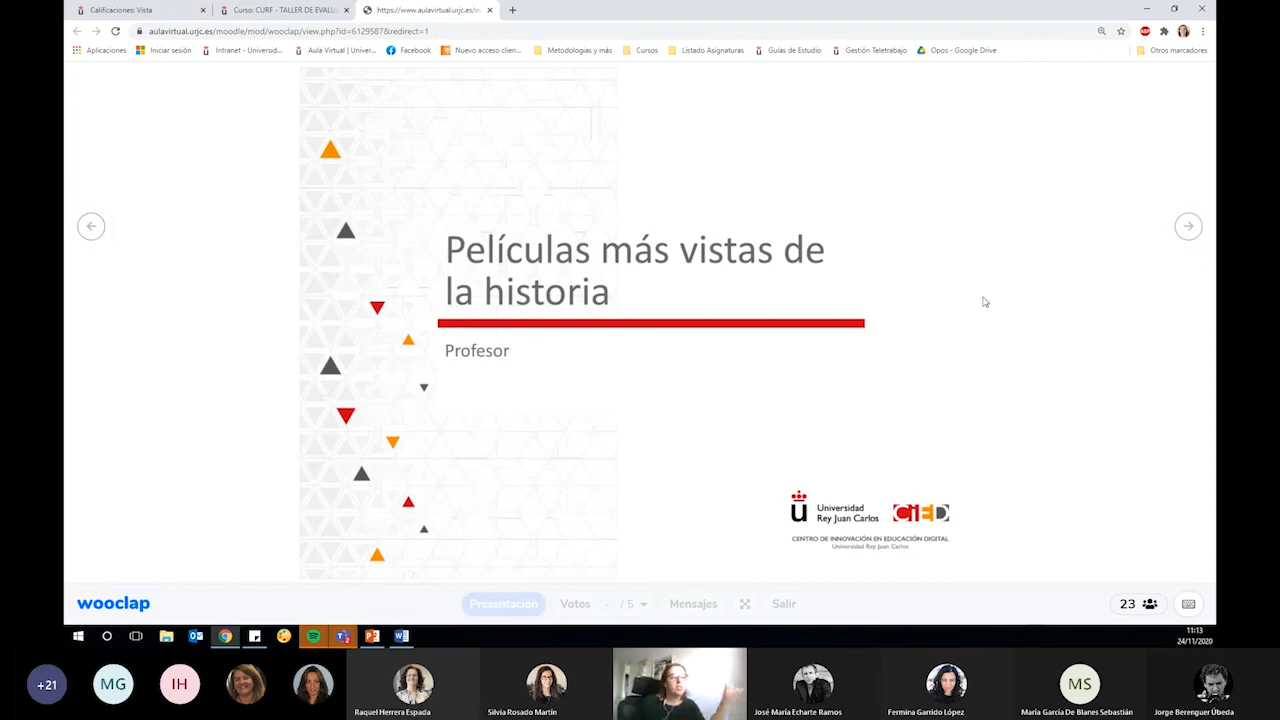 Calificaciones: Vista
Curso: CURF - TALLER DE EVALU
https://www.aulavirtual.urjc.es/m
aulavirtual.urjc.es/moodle/mod/wooclap/view.php?id=6129587&redirect=1
Aplicaciones
Iniciar sesión
Intranet - Universid...
Aula Virtual | Univer...
Facebook
Nuevo acceso clien...
Metodologias y más
Cursos
Listado Asignaturas
Guías de Estudio
Gestión Teletrabajo
Opos - Google Drive
Otros marcadores
Películas más vistas de
la historia
Profesor
Universidad
Rey Juan Carlos
CIED
CENTRO DE INNOVACIÓN EN EDUCACIÓN DIGITAL
Universidad Rey Juan Carlos
wooclap
Presentación
Votos
- / 5
Mensajes
Salir
23
11:13
24/11/2020
+21
MG
IH
Raquel Herrera Espada
Silvia Rosado Martín
José María Echarte Ramos
Fermina Garrido López
MS
María García De Blanes Sebastián
Jorge Berenguer Úbeda